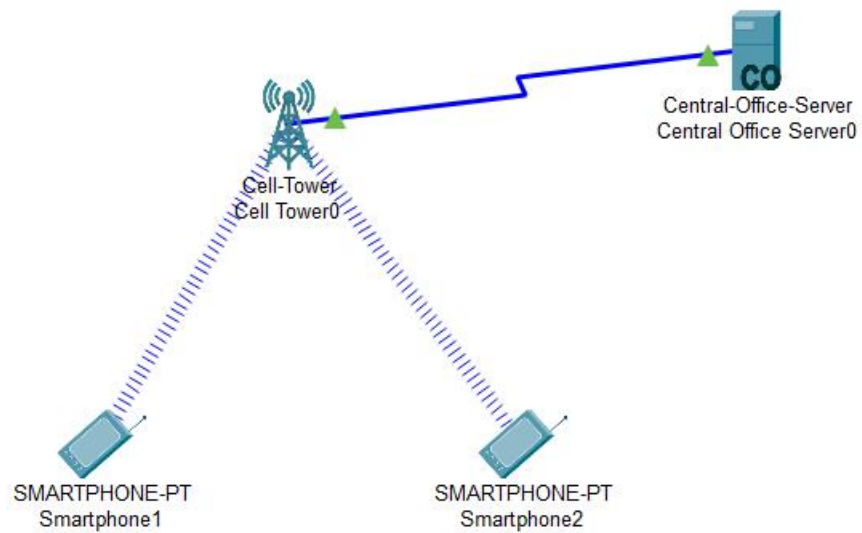 CO
Central-Office-Server
Central Office Server0
Cell-Tower
Cell Tower0
SMARTPHONE-PT
Smartphone1
SMARTPHONE-PT
Smartphone2